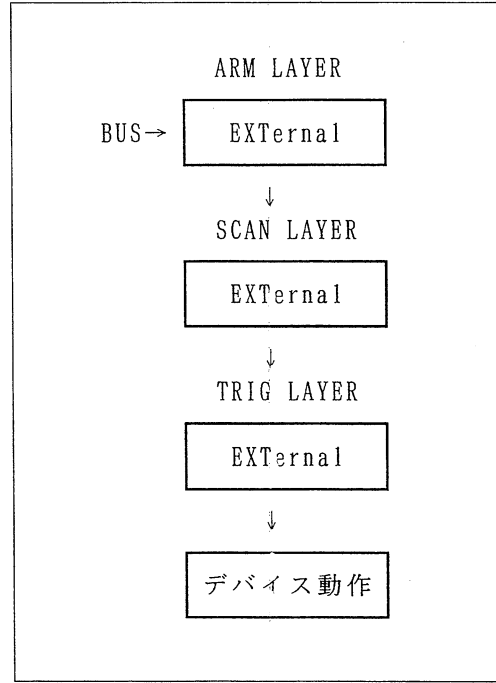 ARM LAYER
BUS→ EXTernal
↓
SCAN LAYER
EXTernal
↓
TRIG LAYER
EXTernal
↓
デバイス動作